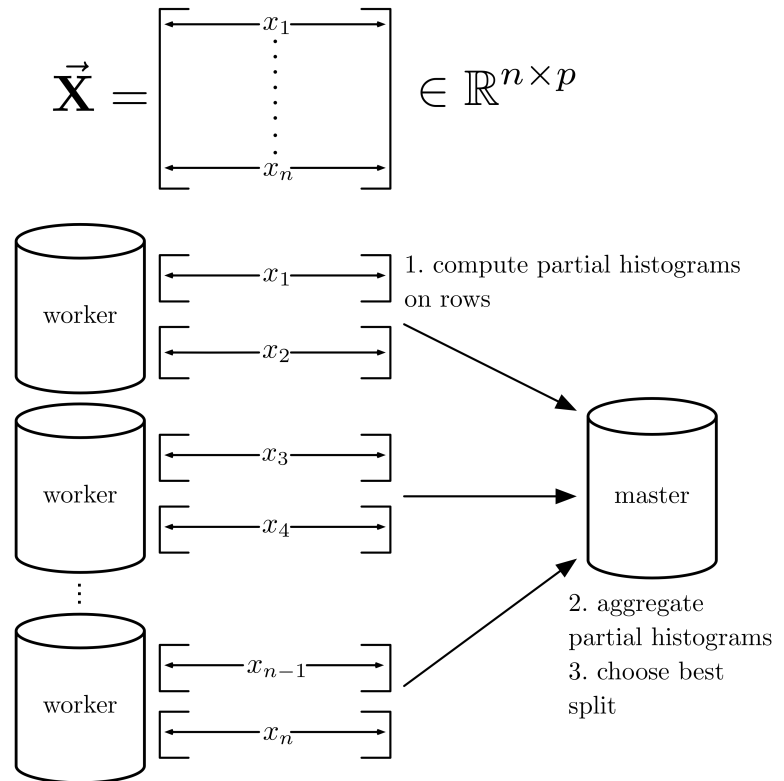 x₁
⋮
X⃗ = ∈ ℝⁿˣᵖ
xₙ
x₁
1. compute partial histograms
on rows
worker
x₂
x₃
worker
master
x₄
⋮
2. aggregate
partial histograms
3. choose best
split
xₙ₋₁
worker
xₙ